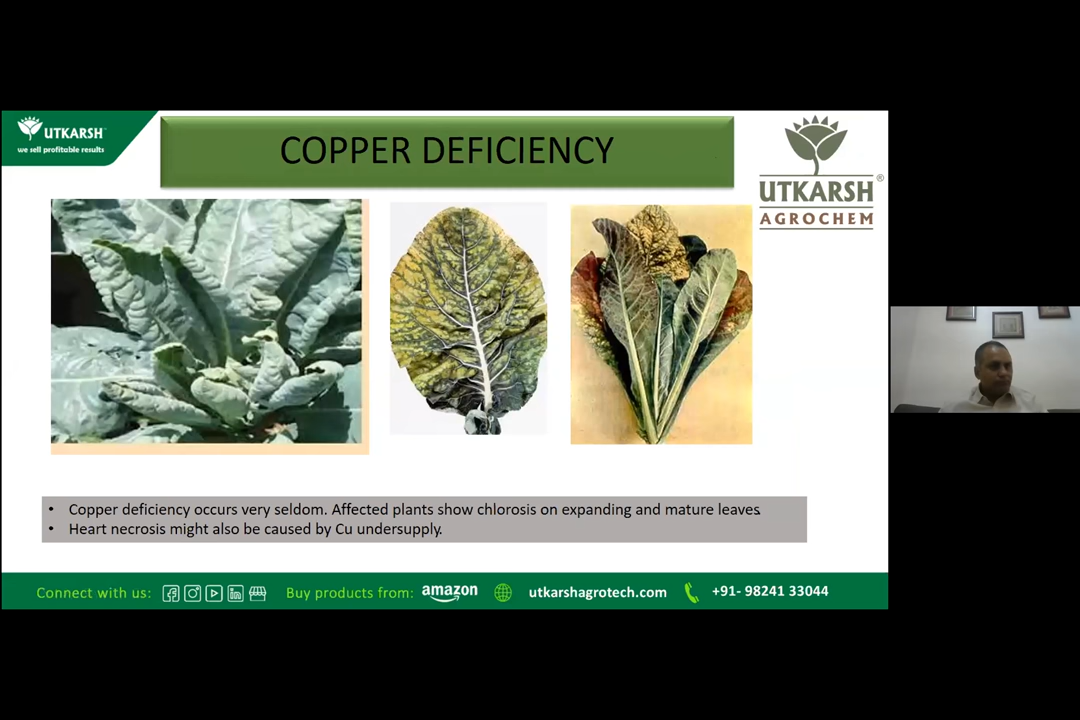 UTKARSH
we sell profitable results
COPPER DEFICIENCY
UTKARSH®
AGROCHEM
• Copper deficiency occurs very seldom. Affected plants show chlorosis on expanding and mature leaves.
• Heart necrosis might also be caused by Cu undersupply.
Connect with us: Buy products from: amazon utkarshagrotech.com +91- 98241 33044